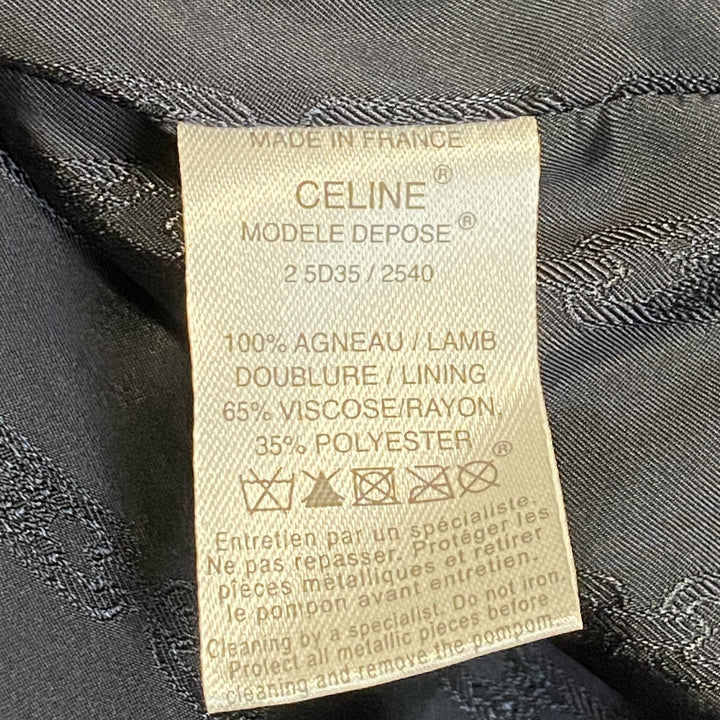 MADE IN FRANCE
CELINE®
MODELE DEPOSE®
2 5D35 / 2540
100% AGNEAU / LAMB
DOUBLURE / LINING
65% VISCOSE/RAYON,
35% POLYESTER
®
Entretien par un spécialiste.
Ne pas repasser. Protéger les
pièces métalliques et retirer
le pompon avant entretien.
Cleaning by a specialist. Do not iron.
Protect all metallic pieces before
cleaning and remove the pompom.